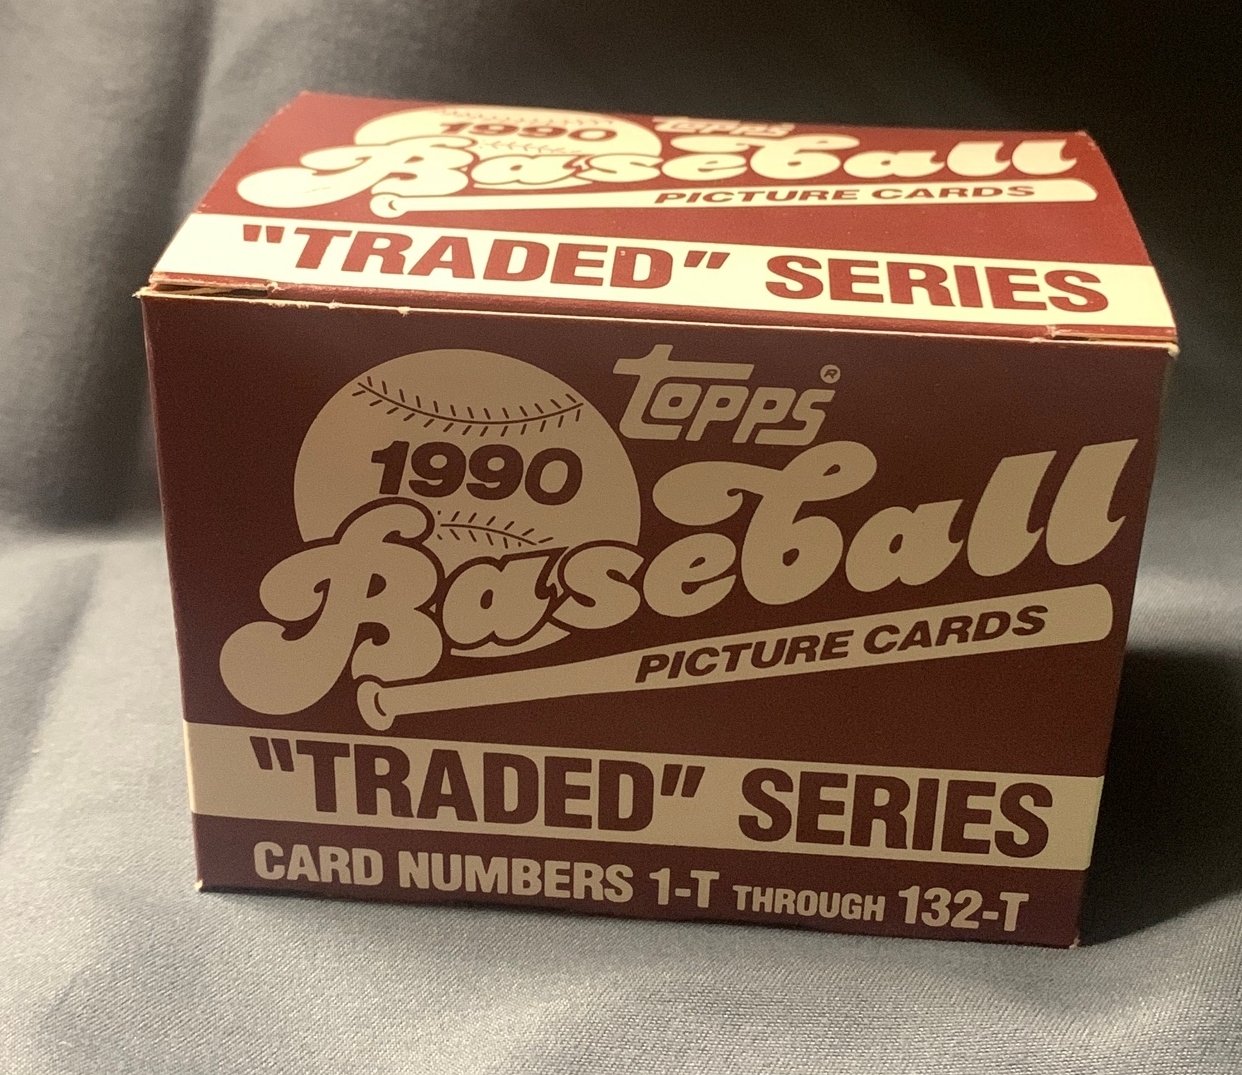 1990 TOPPS
Baseball
PICTURE CARDS
"TRADED" SERIES
TOPPS®
1990
Baseball
PICTURE CARDS
"TRADED" SERIES
CARD NUMBERS 1-T THROUGH 132-T